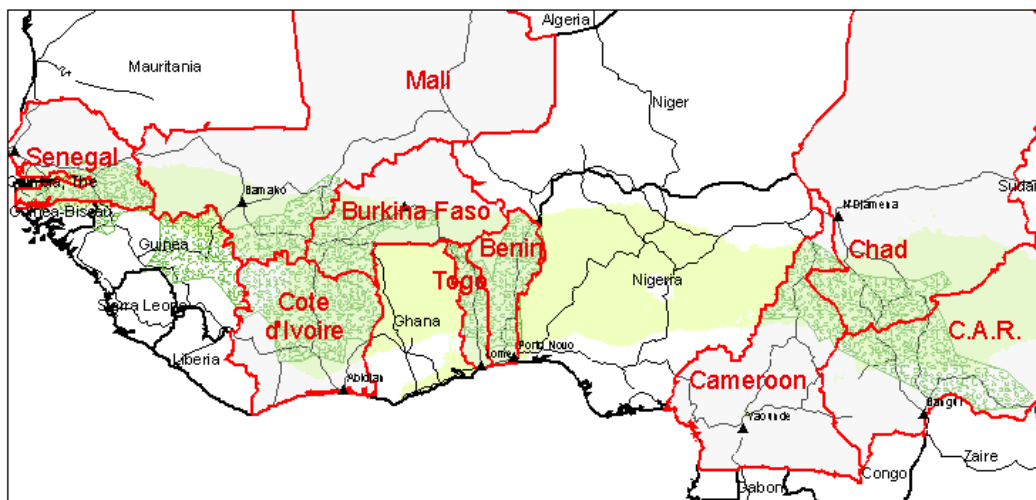 Algeria
Mauritania
Mali
Niger
Senegal
Sudan
Gambia, The
Bamako
N'Djamena
Guinea-Bissau
Burkina Faso
Guinea
Benin
Chad
Togo
Nigeria
Sierra Leone
Cote
d'Ivoire
Ghana
C.A.R.
Liberia
Lome
Porto Novo
Abidjan
Cameroon
Yaounde
Bangui
Zaire
Congo
Gabon